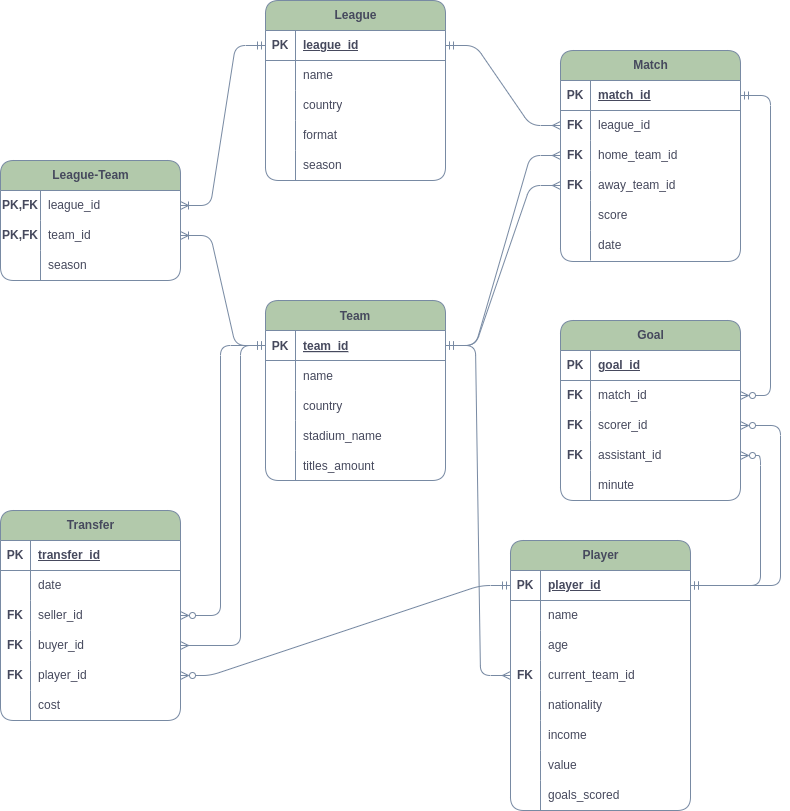 League
PK league_id
name
country
format
season
Match
PK match_id
FK league_id
FK home_team_id
FK away_team_id
score
date
League-Team
PK,FK league_id
PK,FK team_id
season
Team
PK team_id
name
country
stadium_name
titles_amount
Goal
PK goal_id
FK match_id
FK scorer_id
FK assistant_id
minute
Transfer
PK transfer_id
date
FK seller_id
FK buyer_id
FK player_id
cost
Player
PK player_id
name
age
FK current_team_id
nationality
income
value
goals_scored